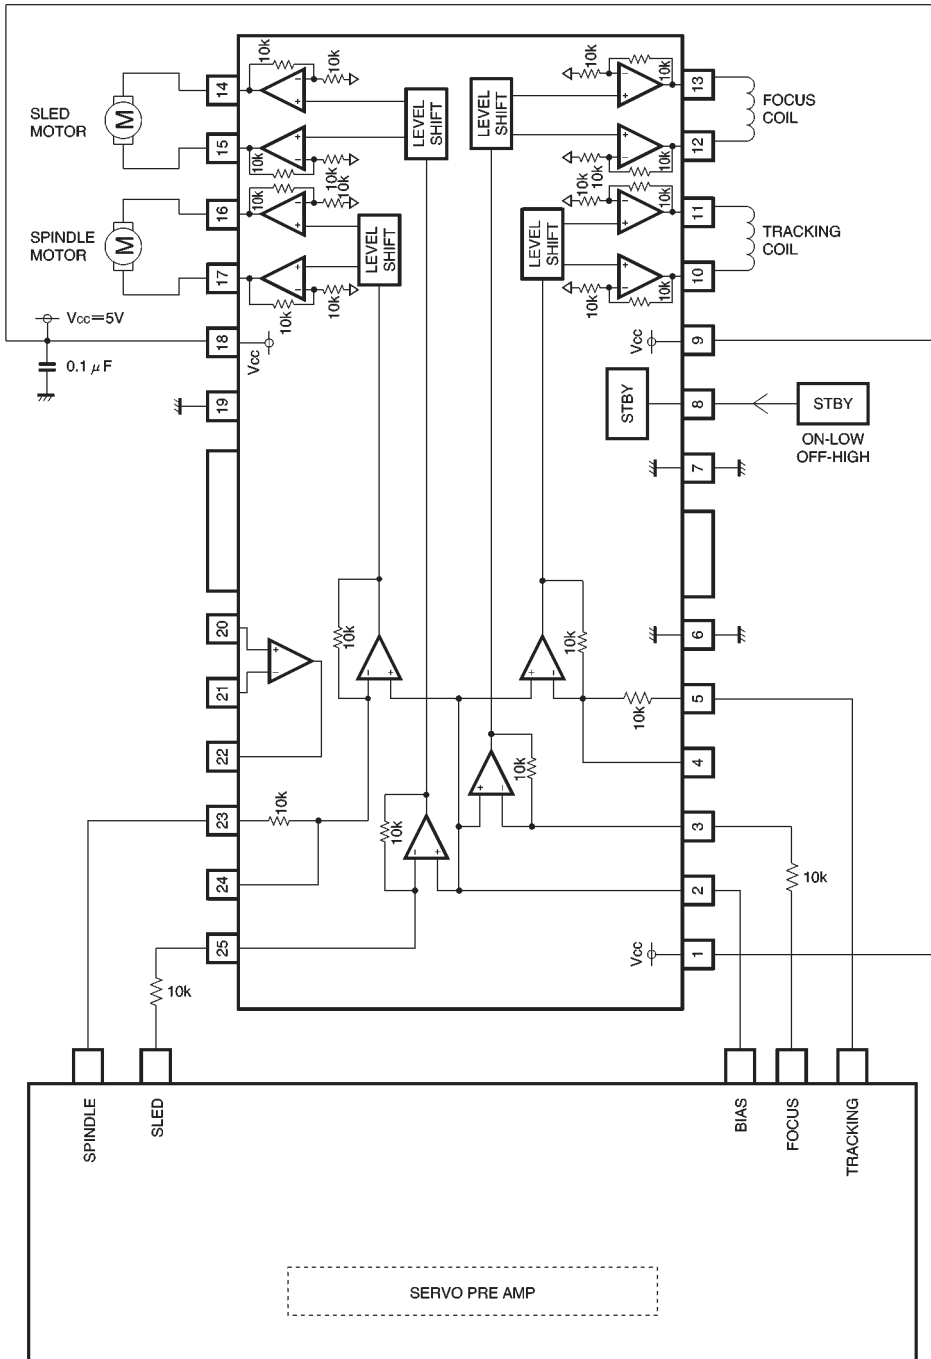 10k
10k
10k
10k
14
13
SLED
MOTOR
M
LEVEL
SHIFT
LEVEL
SHIFT
FOCUS
COIL
15
12
10k
10k
10k
10k
10k
10k
10k
10k
16
11
SPINDLE
MOTOR
M
LEVEL
SHIFT
LEVEL
SHIFT
TRACKING
COIL
17
10
10k
10k
10k
10k
Vcc=5V
18
Vcc
Vcc
9
0.1 μF
19
STBY
8
STBY
ON-LOW
OFF-HIGH
7
20
10k
10k
6
21
10k
5
22
10k
4
23
10k
10k
3
24
2
10k
25
Vcc
1
10k
SPINDLE
SLED
BIAS
FOCUS
TRACKING
SERVO PRE AMP